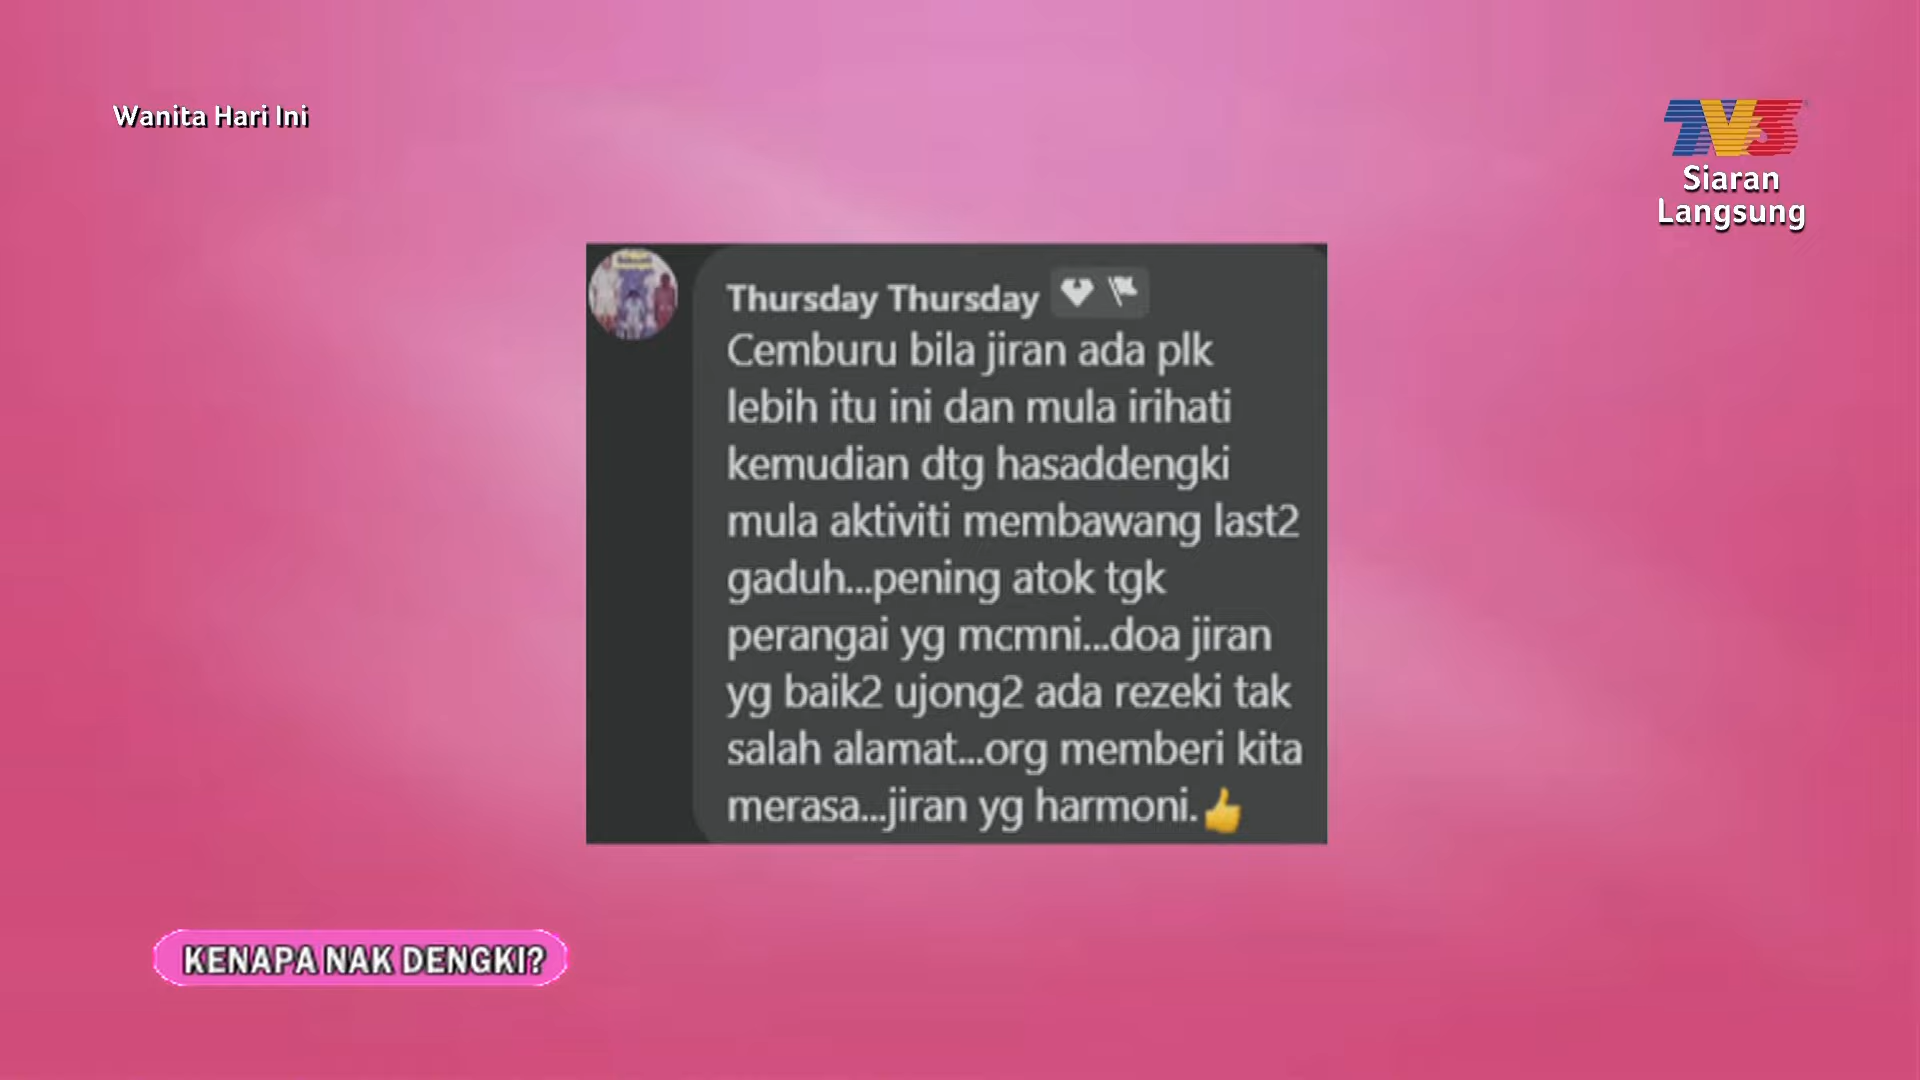 Wanita Hari Ini
TV3
Siaran
Langsung
Thursday Thursday
Cemburu bila jiran ada plk
lebih itu ini dan mula irihati
kemudian dtg hasaddengki
mula aktiviti membawang last2
gaduh...pening atok tgk
perangai yg mcmni...doa jiran
yg baik2 ujong2 ada rezeki tak
salah alamat...org memberi kita
merasa...jiran yg harmoni.👍
KENAPA NAK DENGKI?